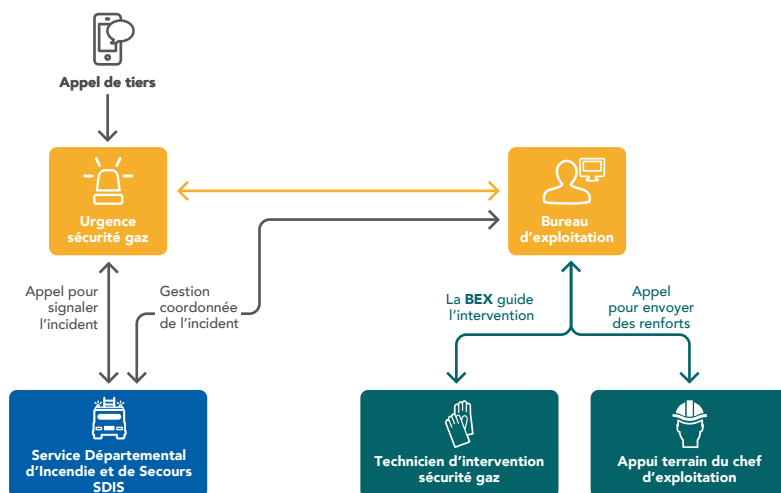 Appel de tiers
Urgence
sécurité gaz
Bureau
d’exploitation
Appel pour
signaler
l’incident
Gestion
coordonnée
de l’incident
La BEX guide
l’intervention
Appel
pour envoyer
des renforts
Service Départemental
d’Incendie et de Secours
SDIS
Technicien d’intervention
sécurité gaz
Appui terrain du chef
d’exploitation